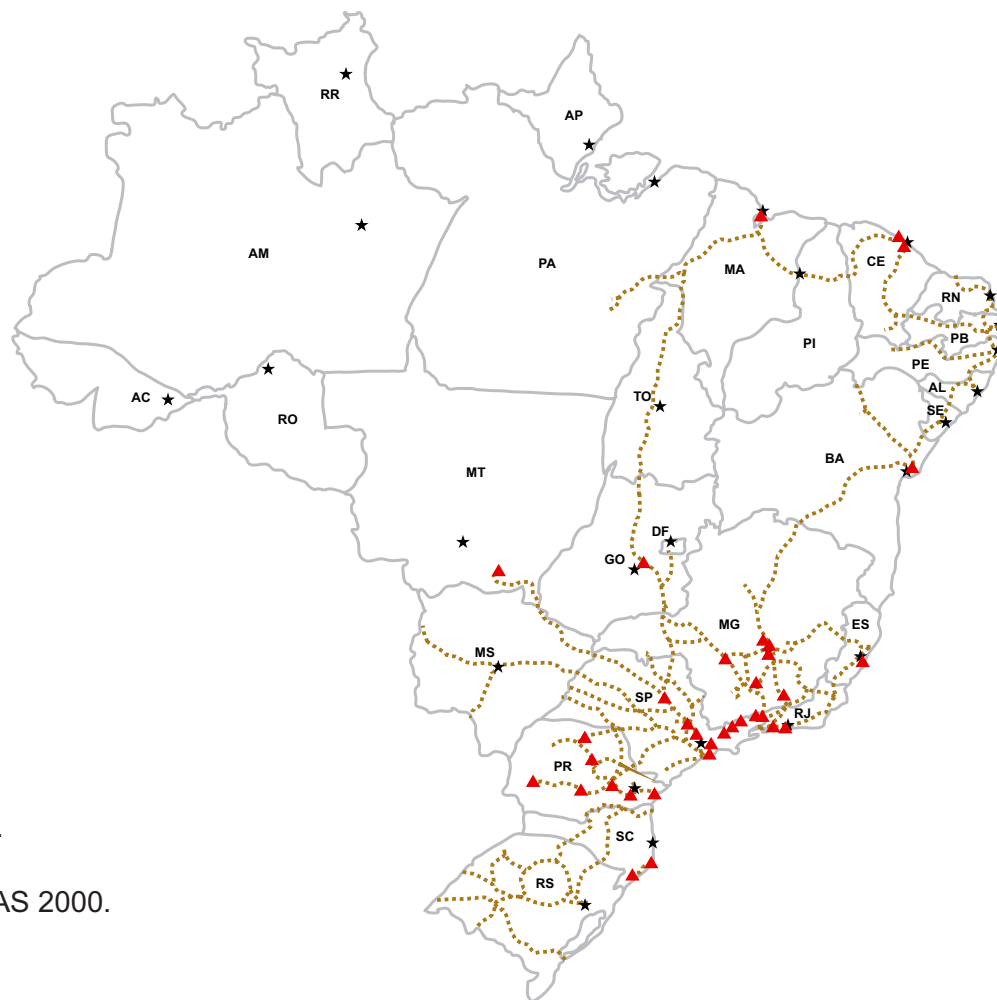 RR
AP
AM
PA
MA
CE
RN
PB
PI
PE
AL
TO
SE
AC
RO
BA
MT
DF
GO
MG
ES
MS
SP
RJ
PR
SC
.
RS
AS 2000.